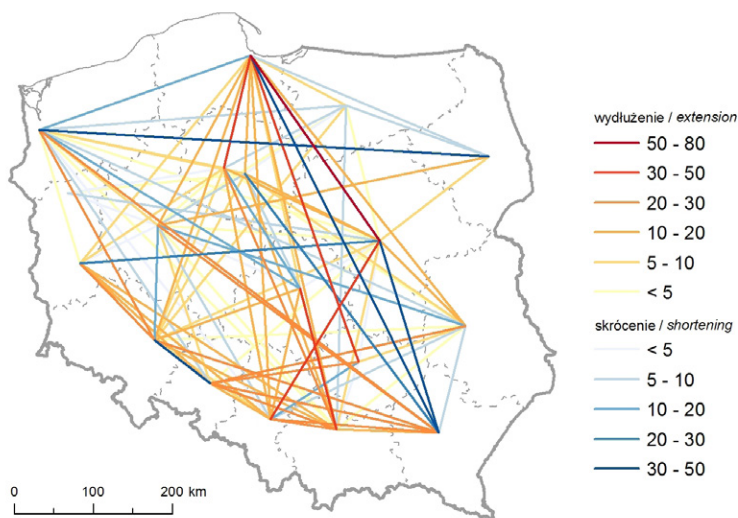 wydłużenie / extension
50 - 80
30 - 50
20 - 30
10 - 20
5 - 10
< 5
skrócenie / shortening
< 5
5 - 10
10 - 20
20 - 30
30 - 50
0 100 200 km